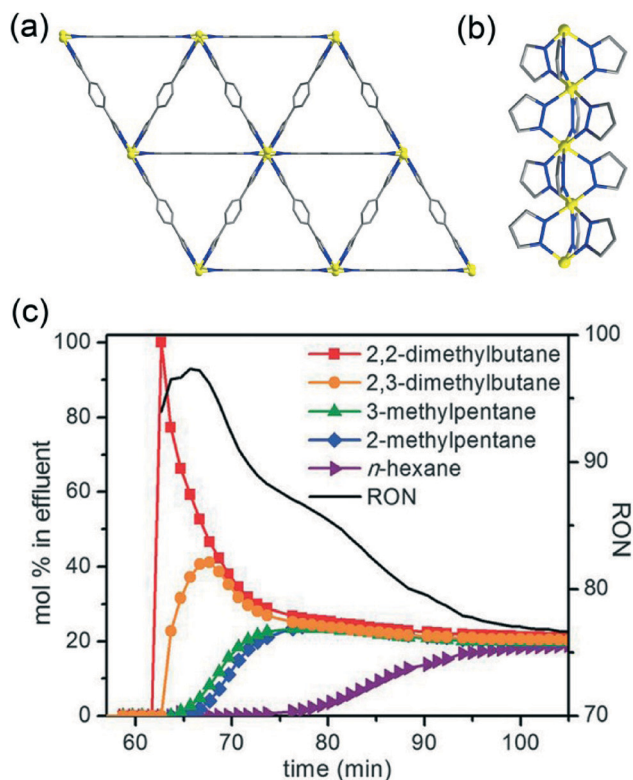 (a)
(b)
(c)
100
80
60
40
20
0
mol % in effluent
2,2-dimethylbutane
2,3-dimethylbutane
3-methylpentane
2-methylpentane
n-hexane
RON
100
90
80
70
RON
60
70
80
90
100
time (min)